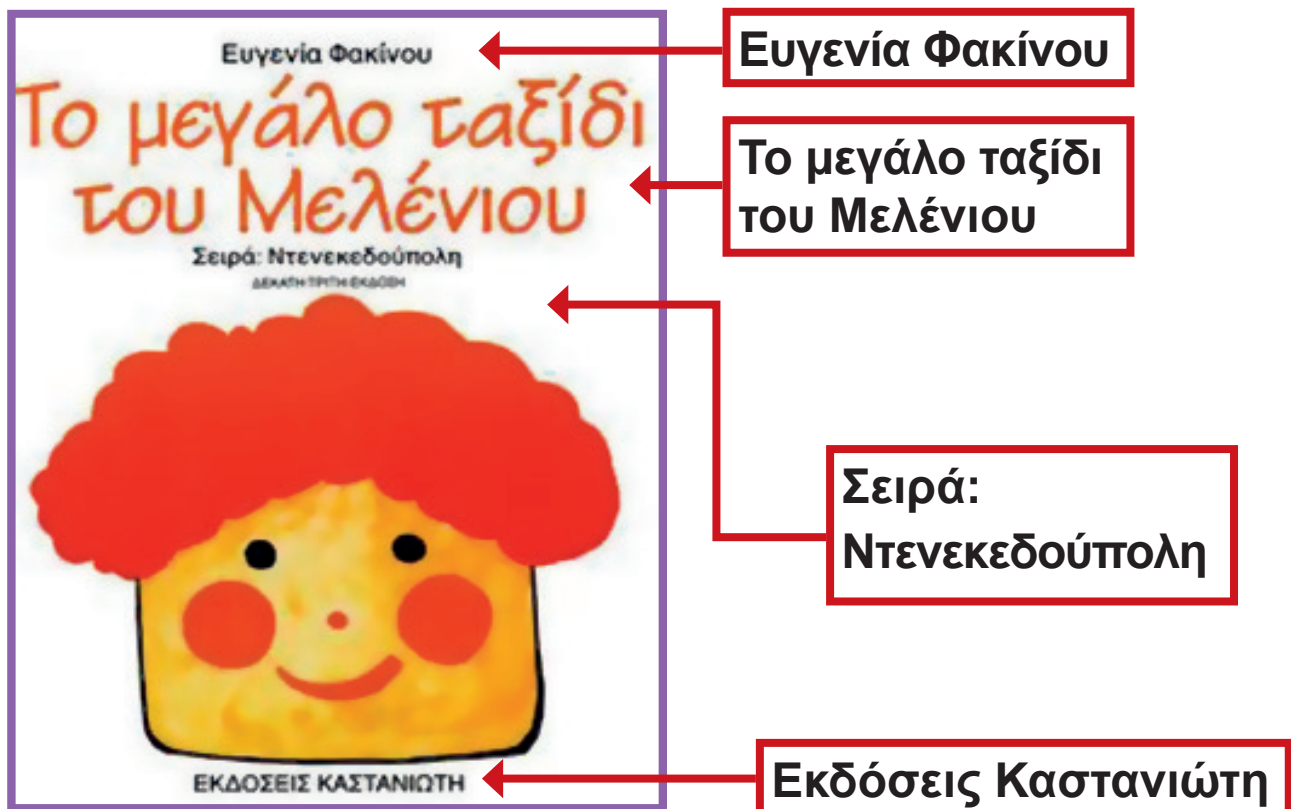 Ευγενία Φακίνου
Το μεγάλο ταξίδι
του Μελένιου
Σειρά: Ντενεκεδούπολη
ΔΕΚΑΤΗ ΤΡΙΤΗ ΕΚΔΟΣΗ
ΕΚΔΟΣΕΙΣ ΚΑΣΤΑΝΙΩΤΗ
Ευγενία Φακίνου
Το μεγάλο ταξίδι
του Μελένιου
Σειρά:
Ντενεκεδούπολη
Εκδόσεις Καστανιώτη